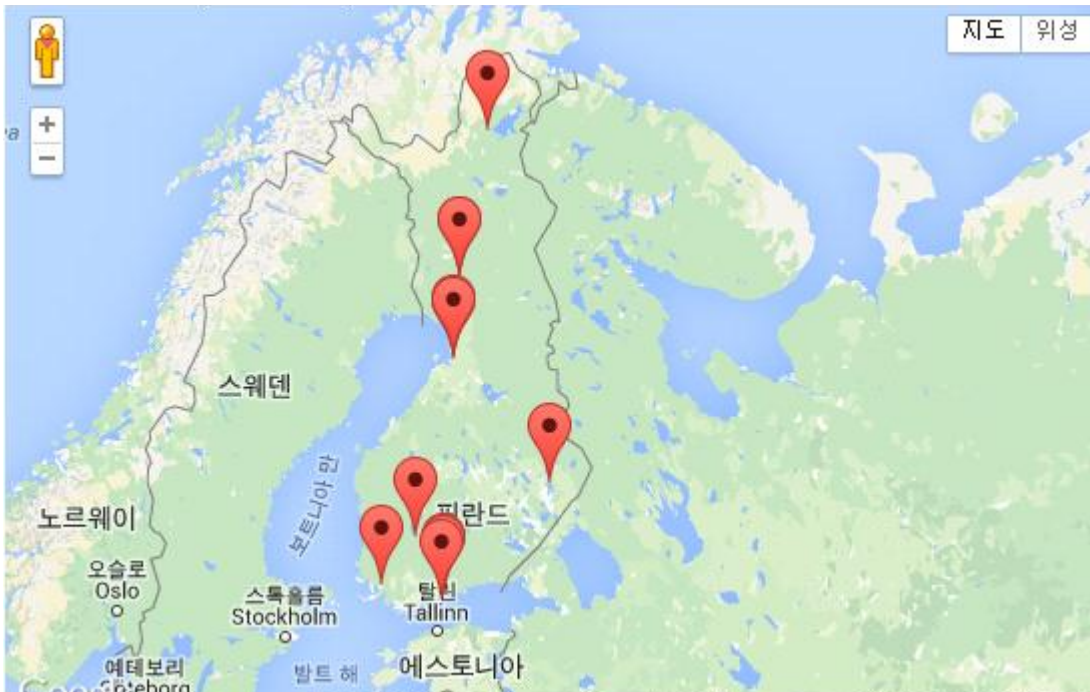 지도 위성
+
−
스웨덴
보트니아 만
노르웨이
핀란드
오슬로
Oslo
스톡홀름
Stockholm
탈린
Tallinn
예테보리
Göteborg
발트 해
에스토니아